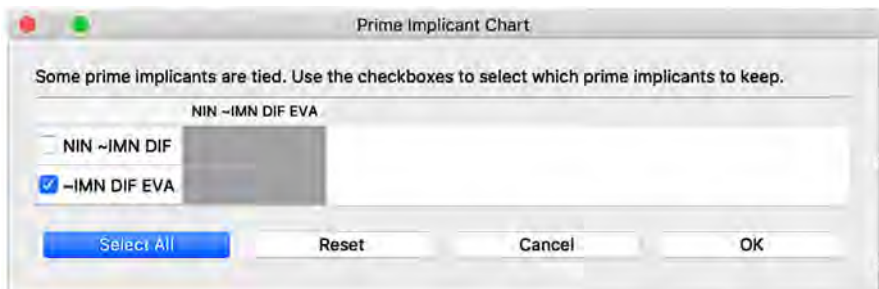 Prime Implicant Chart
Some prime implicants are tied. Use the checkboxes to select which prime implicants to keep.
NIN ~IMN DIF EVA
NIN ~IMN DIF
~IMN DIF EVA
Select All Reset Cancel OK